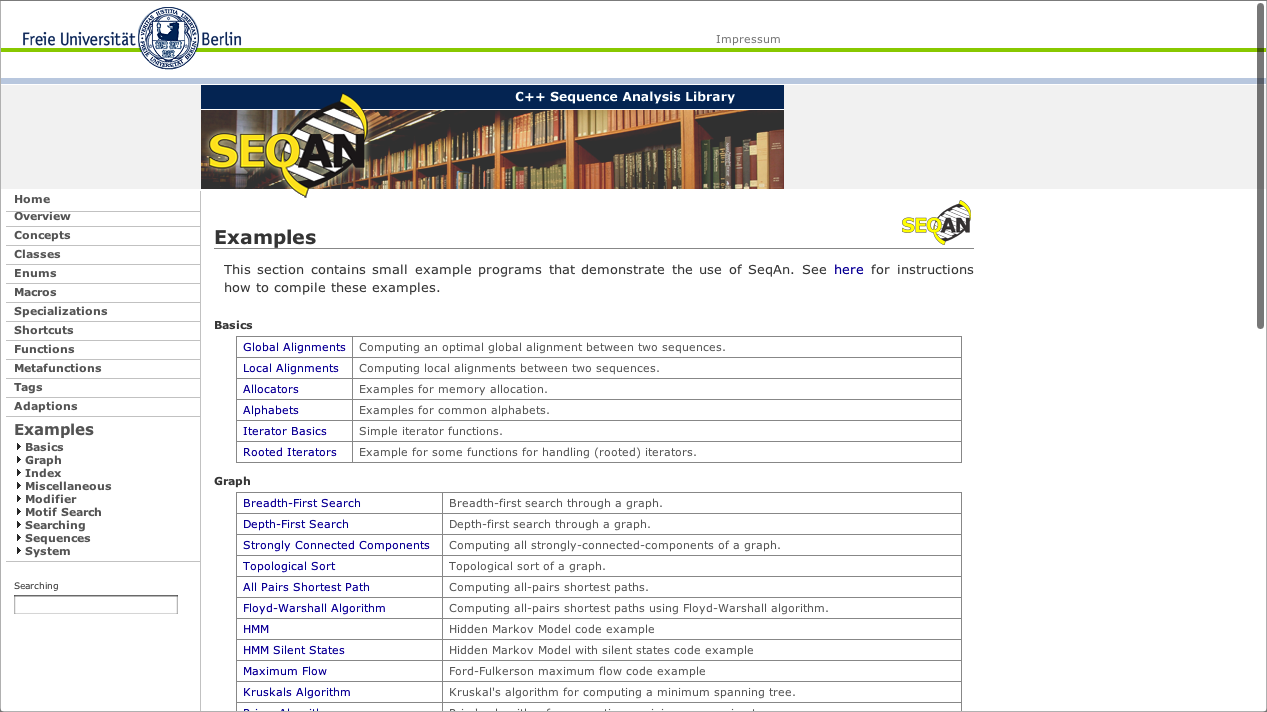 Freie Universität Berlin
Impressum
C++ Sequence Analysis Library
SEQAN
Home
Overview
Concepts
Classes
Enums
Macros
Specializations
Shortcuts
Functions
Metafunctions
Tags
Adaptions
Examples
Basics
Graph
Index
Miscellaneous
Modifier
Motif Search
Searching
Sequences
System
Searching
SEQAN
Examples
This section contains small example programs that demonstrate the use of SeqAn. See here for instructions
how to compile these examples.
Basics
Global Alignments Computing an optimal global alignment between two sequences.
Local Alignments Computing local alignments between two sequences.
Allocators Examples for memory allocation.
Alphabets Examples for common alphabets.
Iterator Basics Simple iterator functions.
Rooted Iterators Example for some functions for handling (rooted) iterators.
Graph
Breadth-First Search Breadth-first search through a graph.
Depth-First Search Depth-first search through a graph.
Strongly Connected Components Computing all strongly-connected-components of a graph.
Topological Sort Topological sort of a graph.
All Pairs Shortest Path Computing all-pairs shortest paths.
Floyd-Warshall Algorithm Computing all-pairs shortest paths using Floyd-Warshall algorithm.
HMM Hidden Markov Model code example
HMM Silent States Hidden Markov Model with silent states code example
Maximum Flow Ford-Fulkerson maximum flow code example
Kruskals Algorithm Kruskal's algorithm for computing a minimum spanning tree.